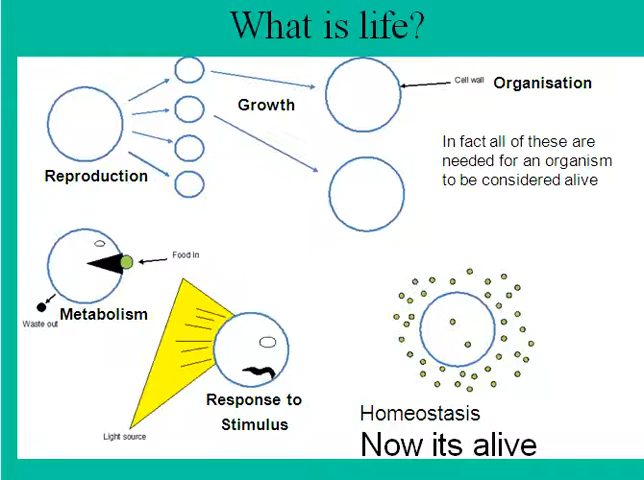 What is life?
Cell wall
Organisation
Growth
In fact all of these are
needed for an organism
to be considered alive
Reproduction
Food In
Metabolism
Waste out
Response to
Stimulus
Light source
Homeostasis
Now its alive